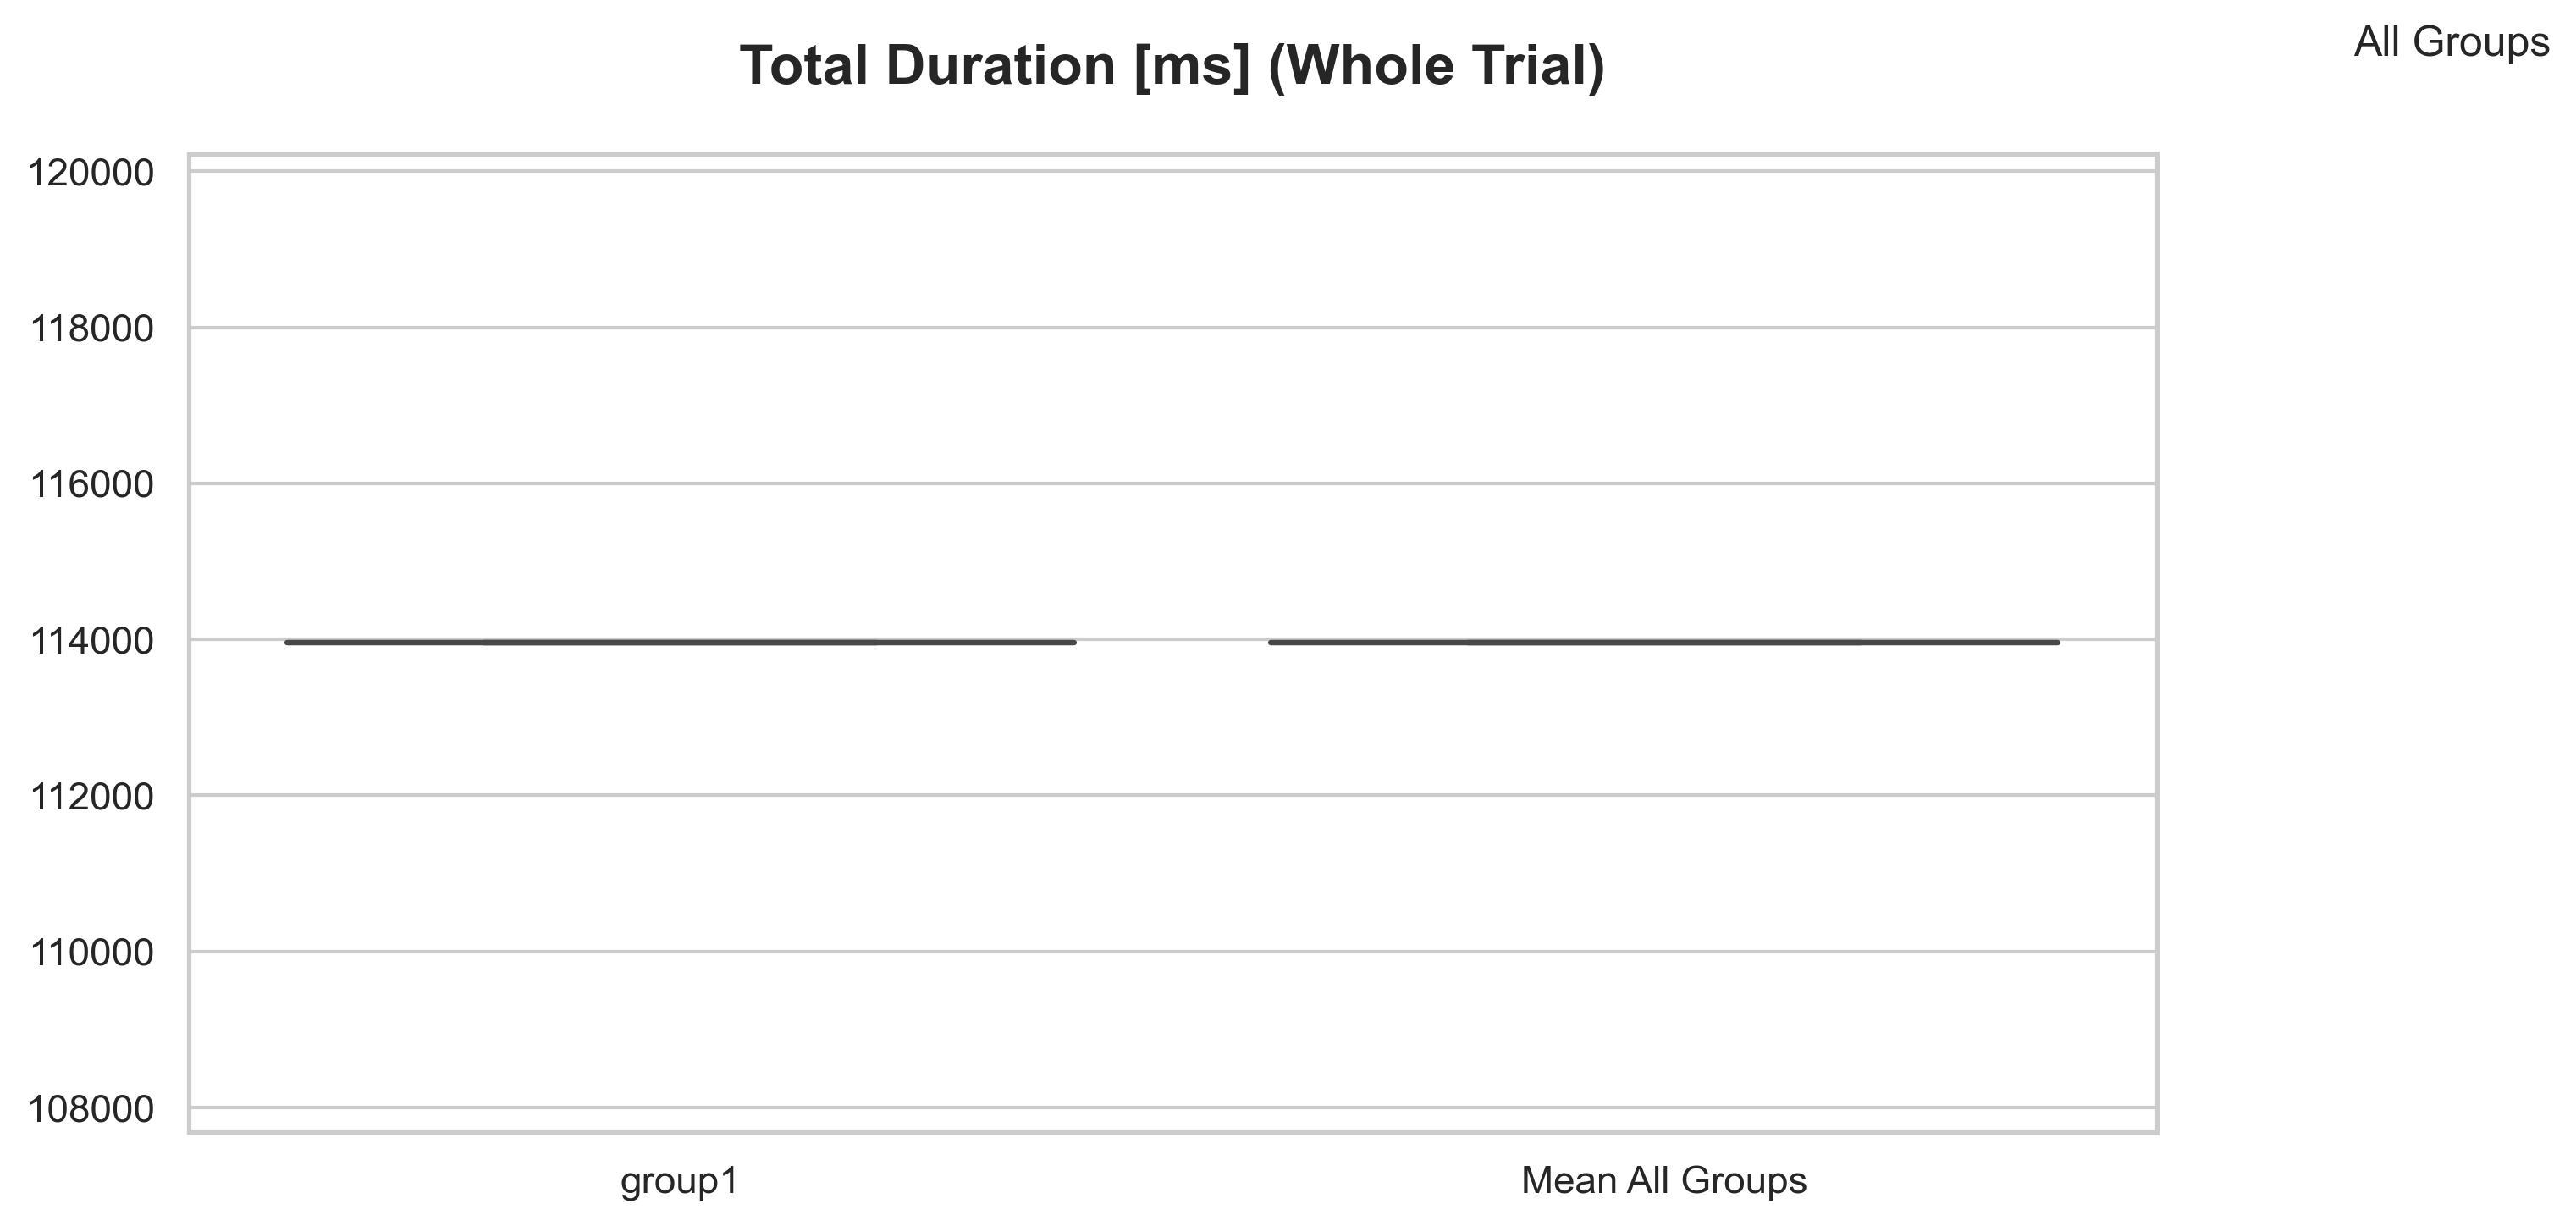 All Groups
Total Duration [ms] (Whole Trial)
120000
118000
116000
114000
112000
110000
108000
group1
Mean All Groups